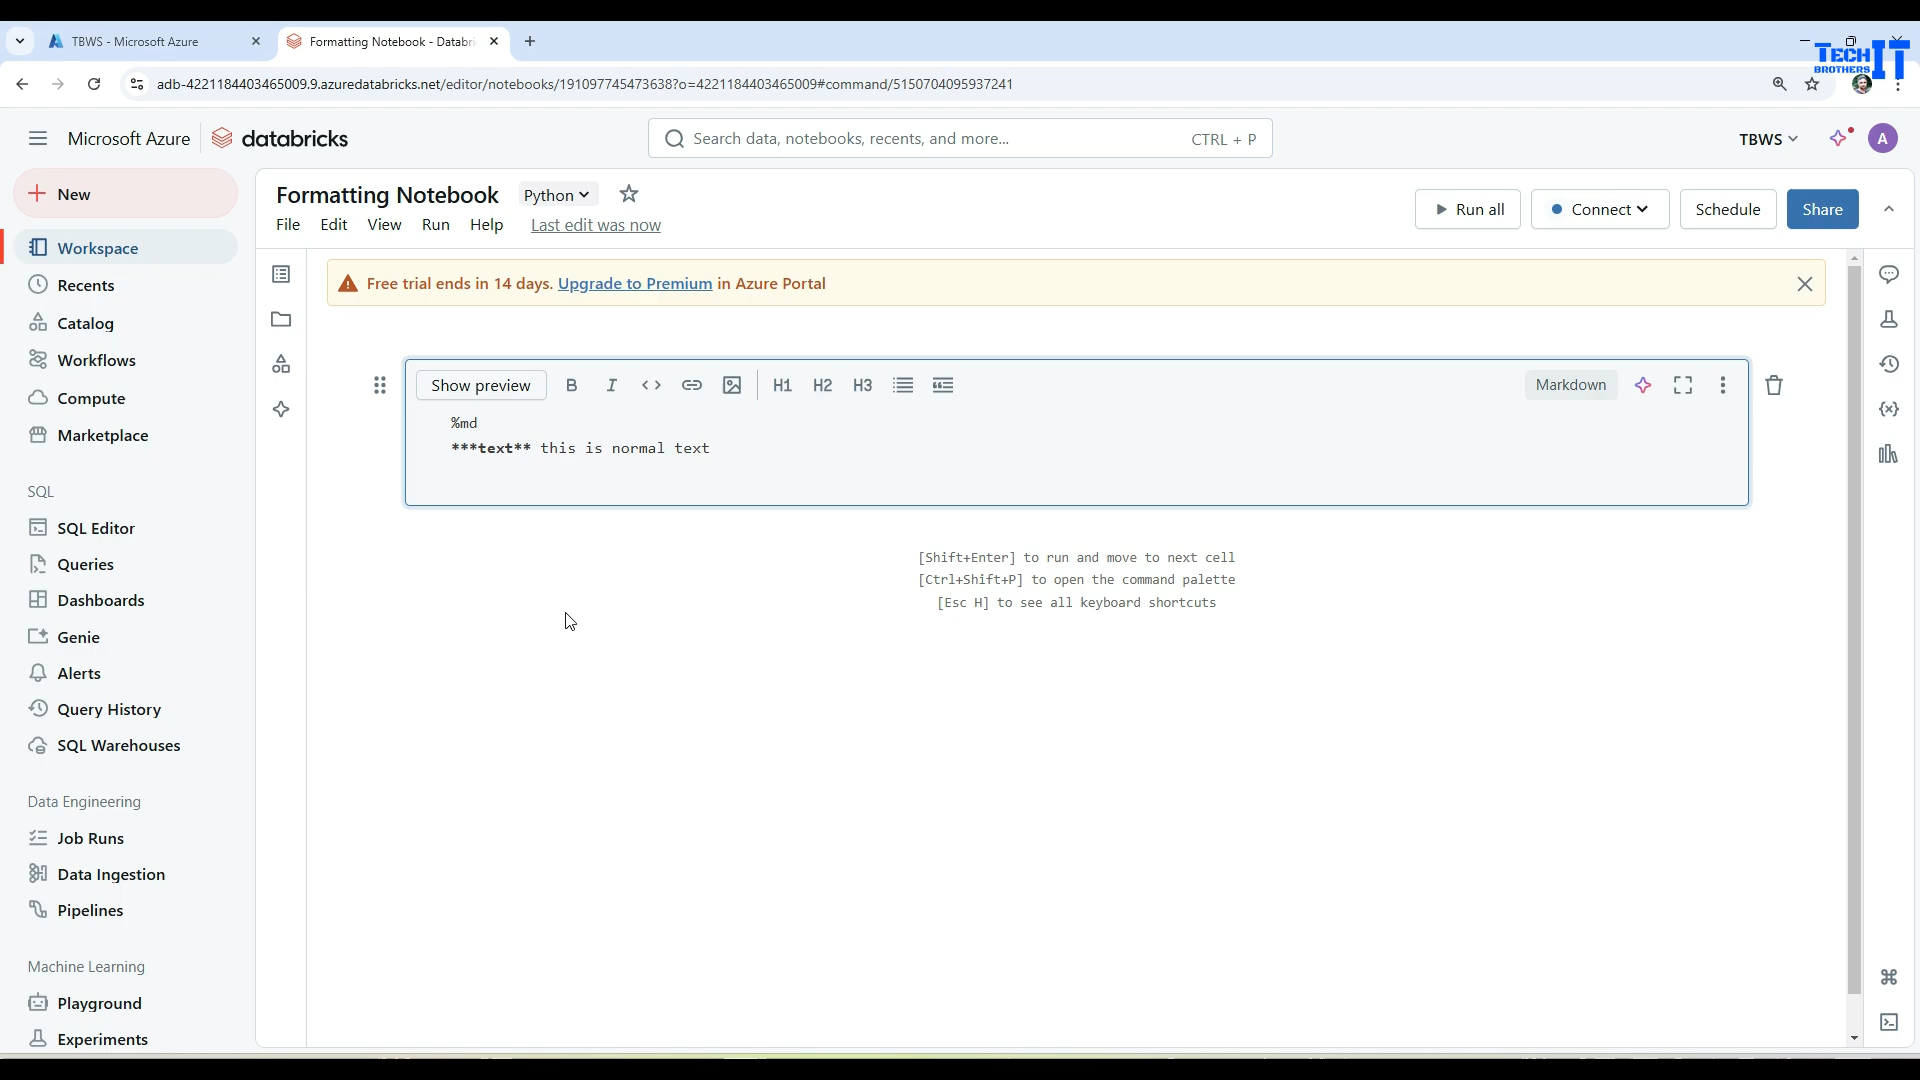 TBWS - Microsoft Azure
Formatting Notebook - Databri
TECH IT
BROTHERS
adb-4221184403465009.9.azuredatabricks.net/editor/notebooks/191097745473638?o=4221184403465009#command/5150704095937241
Microsoft Azure databricks
Search data, notebooks, recents, and more... CTRL + P
TBWS
A
New
Workspace
Recents
Catalog
Workflows
Compute
Marketplace
SQL
SQL Editor
Queries
Dashboards
Genie
Alerts
Query History
SQL Warehouses
Data Engineering
Job Runs
Data Ingestion
Pipelines
Machine Learning
Playground
Experiments
Formatting Notebook Python
File Edit View Run Help Last edit was now
Run all Connect Schedule Share
Free trial ends in 14 days. Upgrade to Premium in Azure Portal
Show preview B I <> H1 H2 H3 Markdown
%md
***text** this is normal text
[Shift+Enter] to run and move to next cell
[Ctrl+Shift+P] to open the command palette
[Esc H] to see all keyboard shortcuts